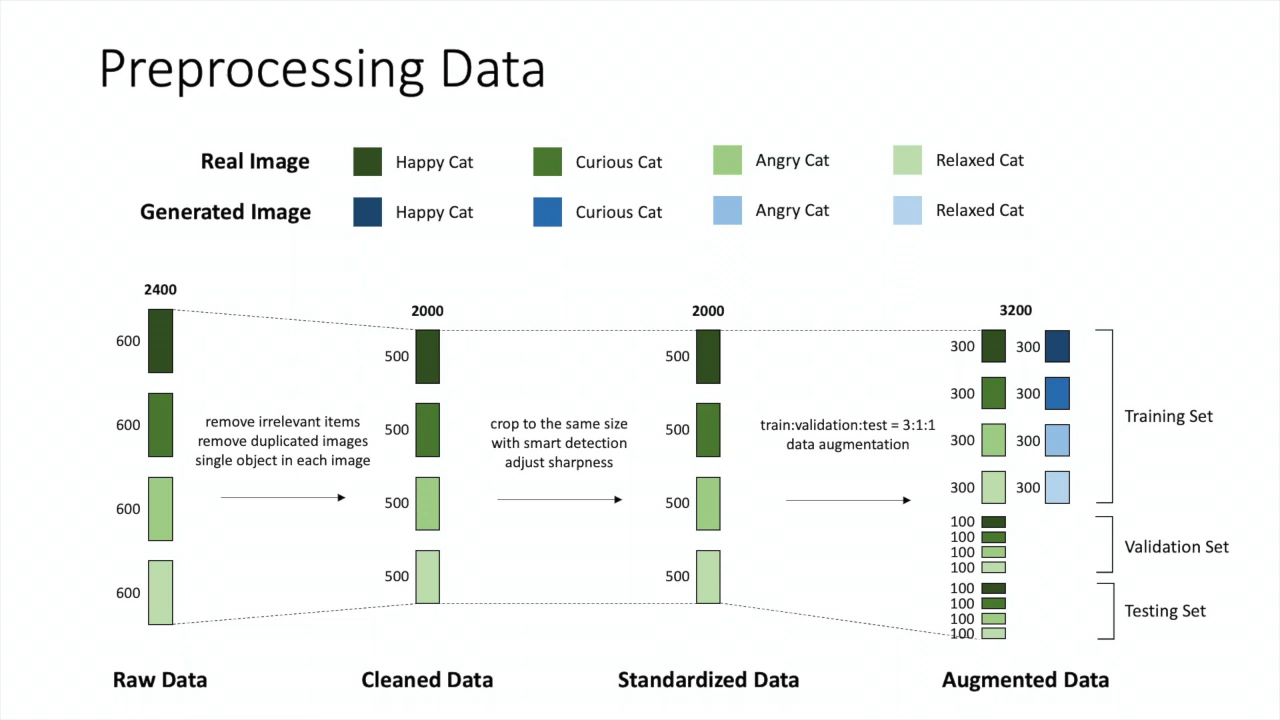 Preprocessing Data
Real Image Happy Cat Curious Cat Angry Cat Relaxed Cat
Generated Image Happy Cat Curious Cat Angry Cat Relaxed Cat
2400
600
600
600
600
remove irrelevant items
remove duplicated images
single object in each image
2000
500
500
500
500
crop to the same size
with smart detection
adjust sharpness
2000
500
500
500
500
train:validation:test = 3:1:1
data augmentation
3200
300 300
300 300
300 300
300 300
Training Set
100
100
100
100
Validation Set
100
100
100
100
Testing Set
Raw Data Cleaned Data Standardized Data Augmented Data